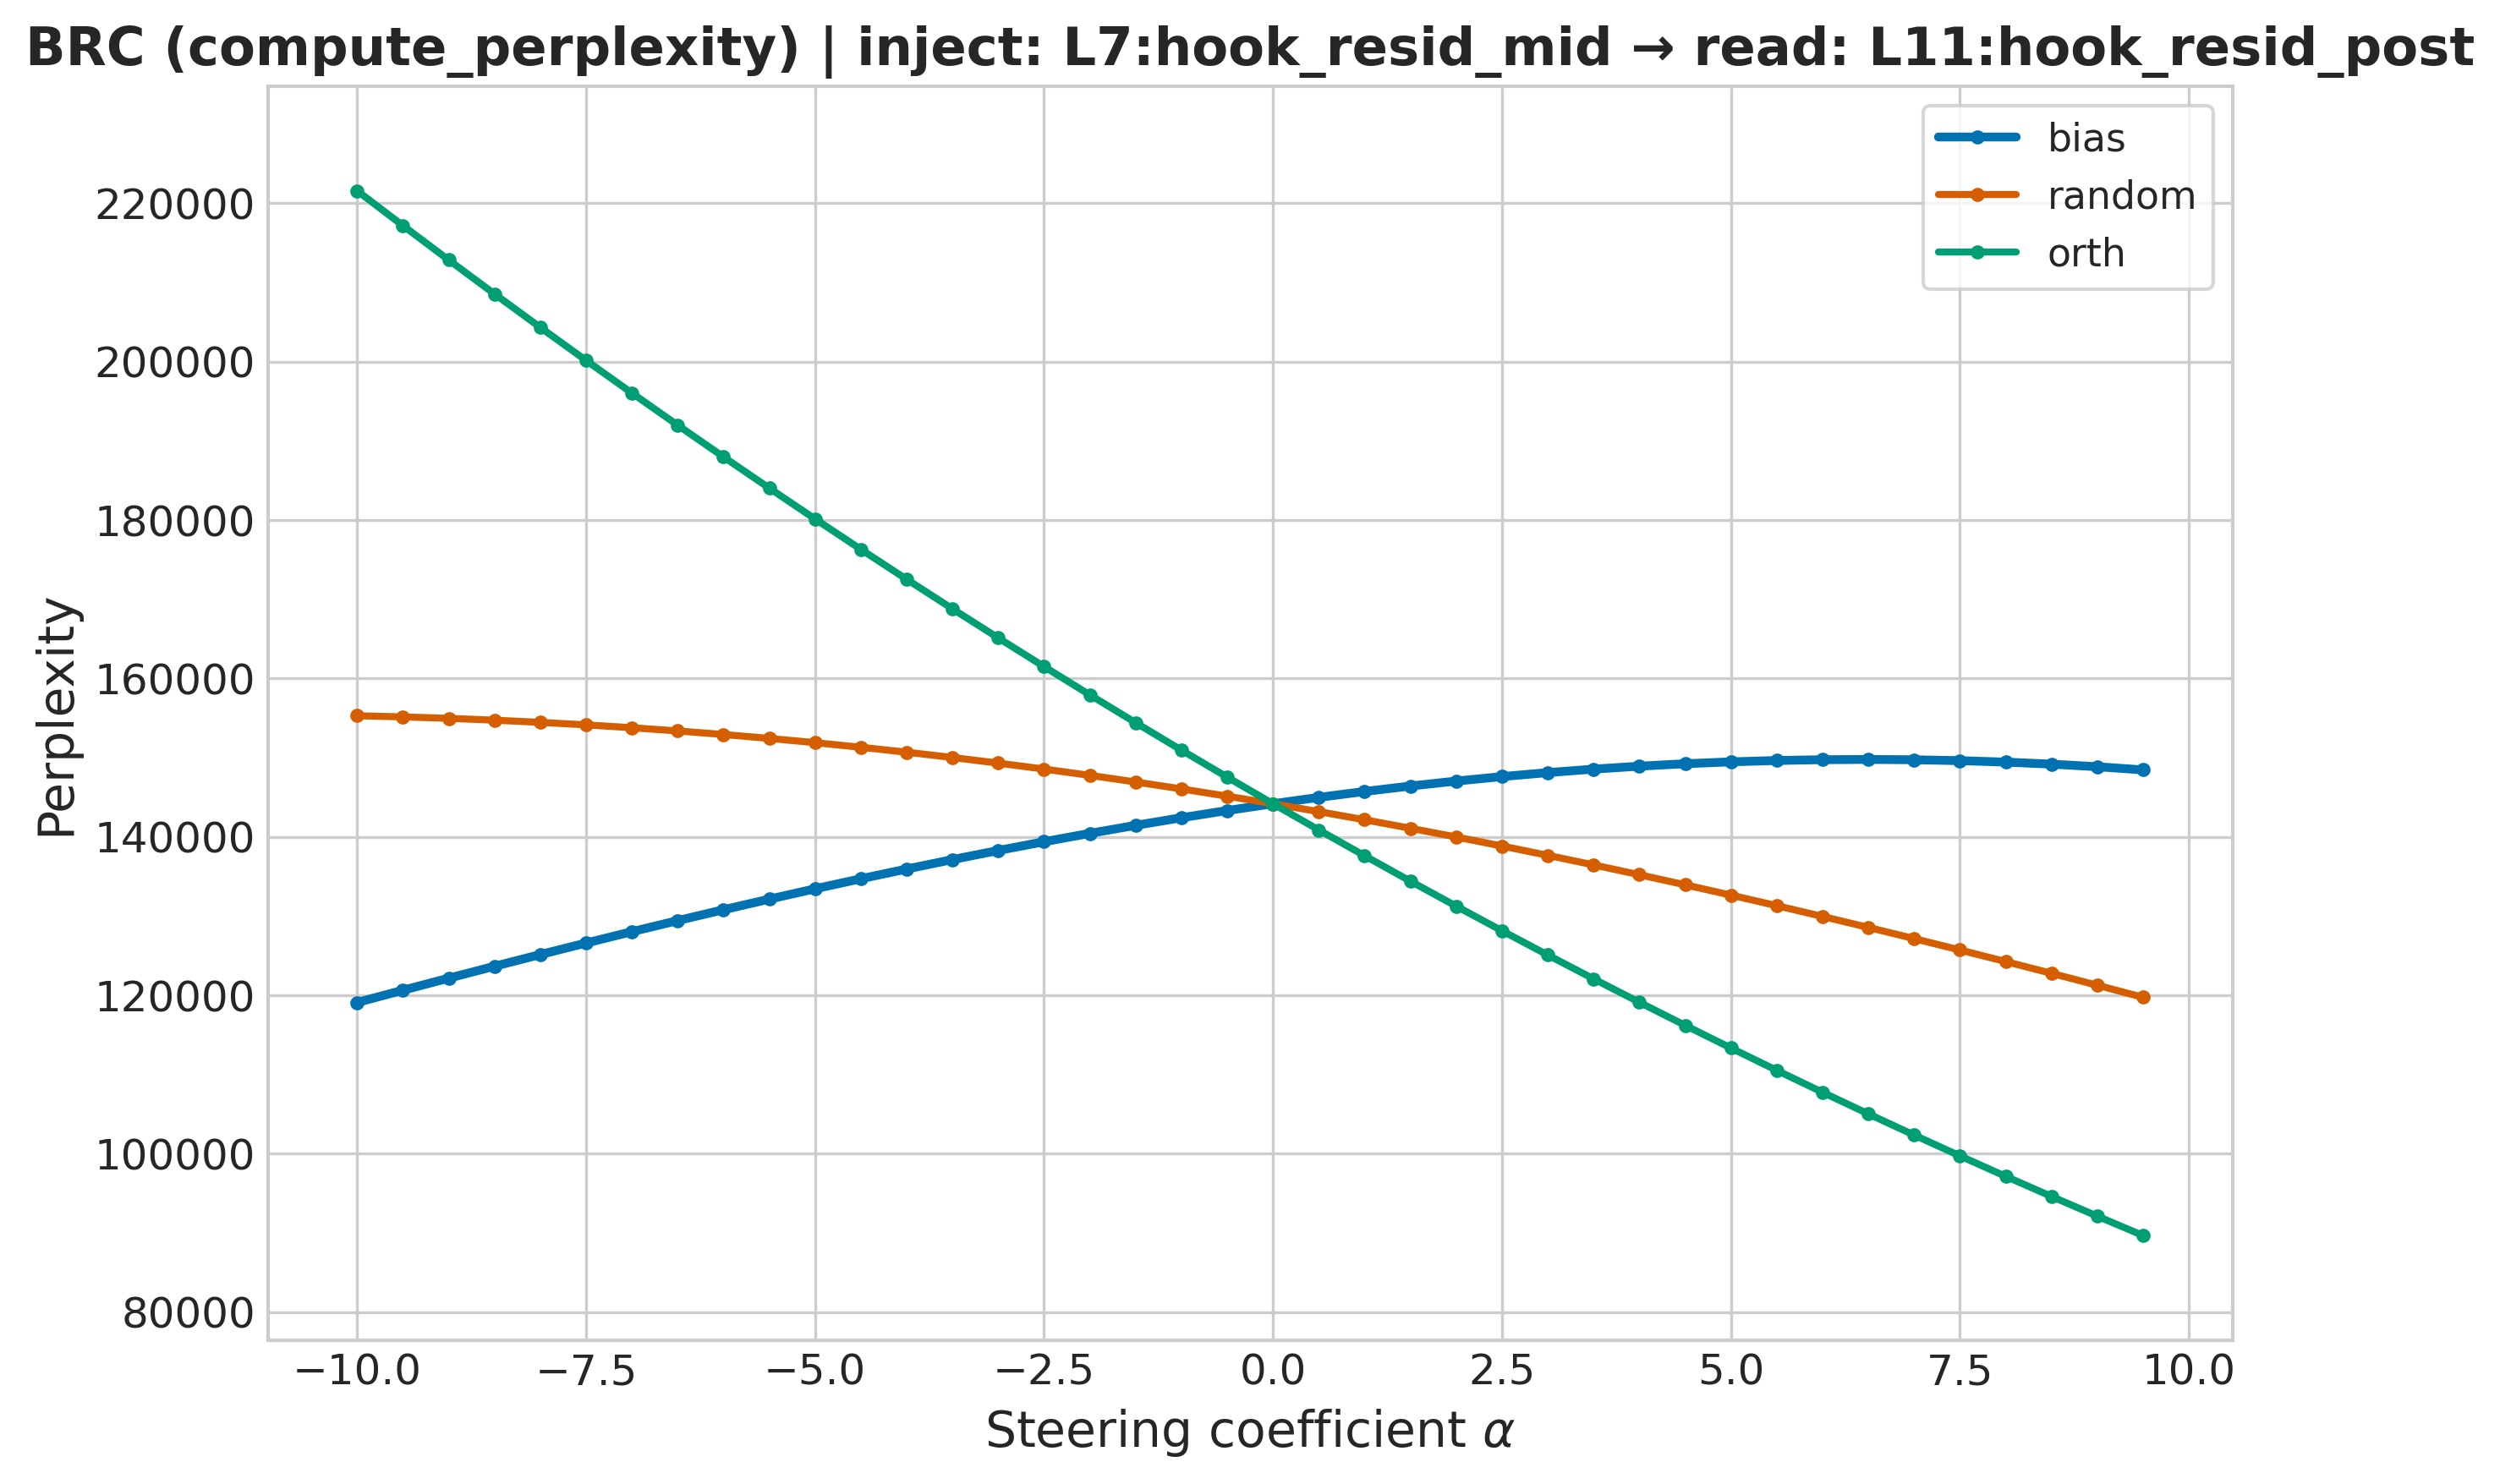 BRC (compute_perplexity) | inject: L7:hook_resid_mid → read: L11:hook_resid_post
bias
random
orth
Perplexity
220000
200000
180000
160000
140000
120000
100000
80000
−10.0 −7.5 −5.0 −2.5 0.0 2.5 5.0 7.5 10.0
Steering coefficient α